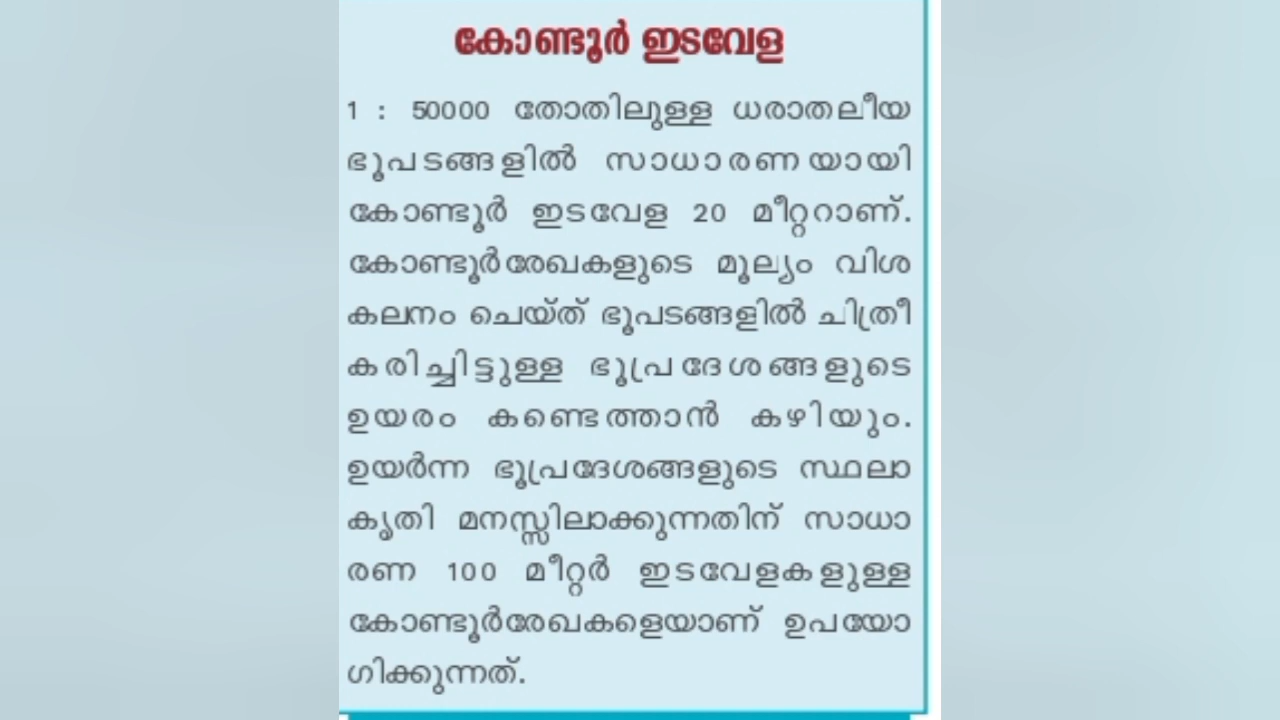 കോണ്ടൂർ ഇടവേള
1 : 50000 തോതിലുള്ള ധരാതലീയ
ഭൂപടങ്ങളിൽ സാധാരണയായി
കോണ്ടൂർ ഇടവേള 20 മീറ്ററാണ്.
കോണ്ടൂർരേഖകളുടെ മൂല്യം വിശ
കലനം ചെയ്ത് ഭൂപടങ്ങളിൽ ചിത്രീ
കരിച്ചിട്ടുള്ള ഭൂപ്രദേശങ്ങളുടെ
ഉയരം കണ്ടെത്താൻ കഴിയും.
ഉയർന്ന ഭൂപ്രദേശങ്ങളുടെ സ്ഥലാ
കൃതി മനസ്സിലാക്കുന്നതിന് സാധാ
രണ 100 മീറ്റർ ഇടവേളകളുള്ള
കോണ്ടൂർരേഖകളെയാണ് ഉപയോ
ഗിക്കുന്നത്.